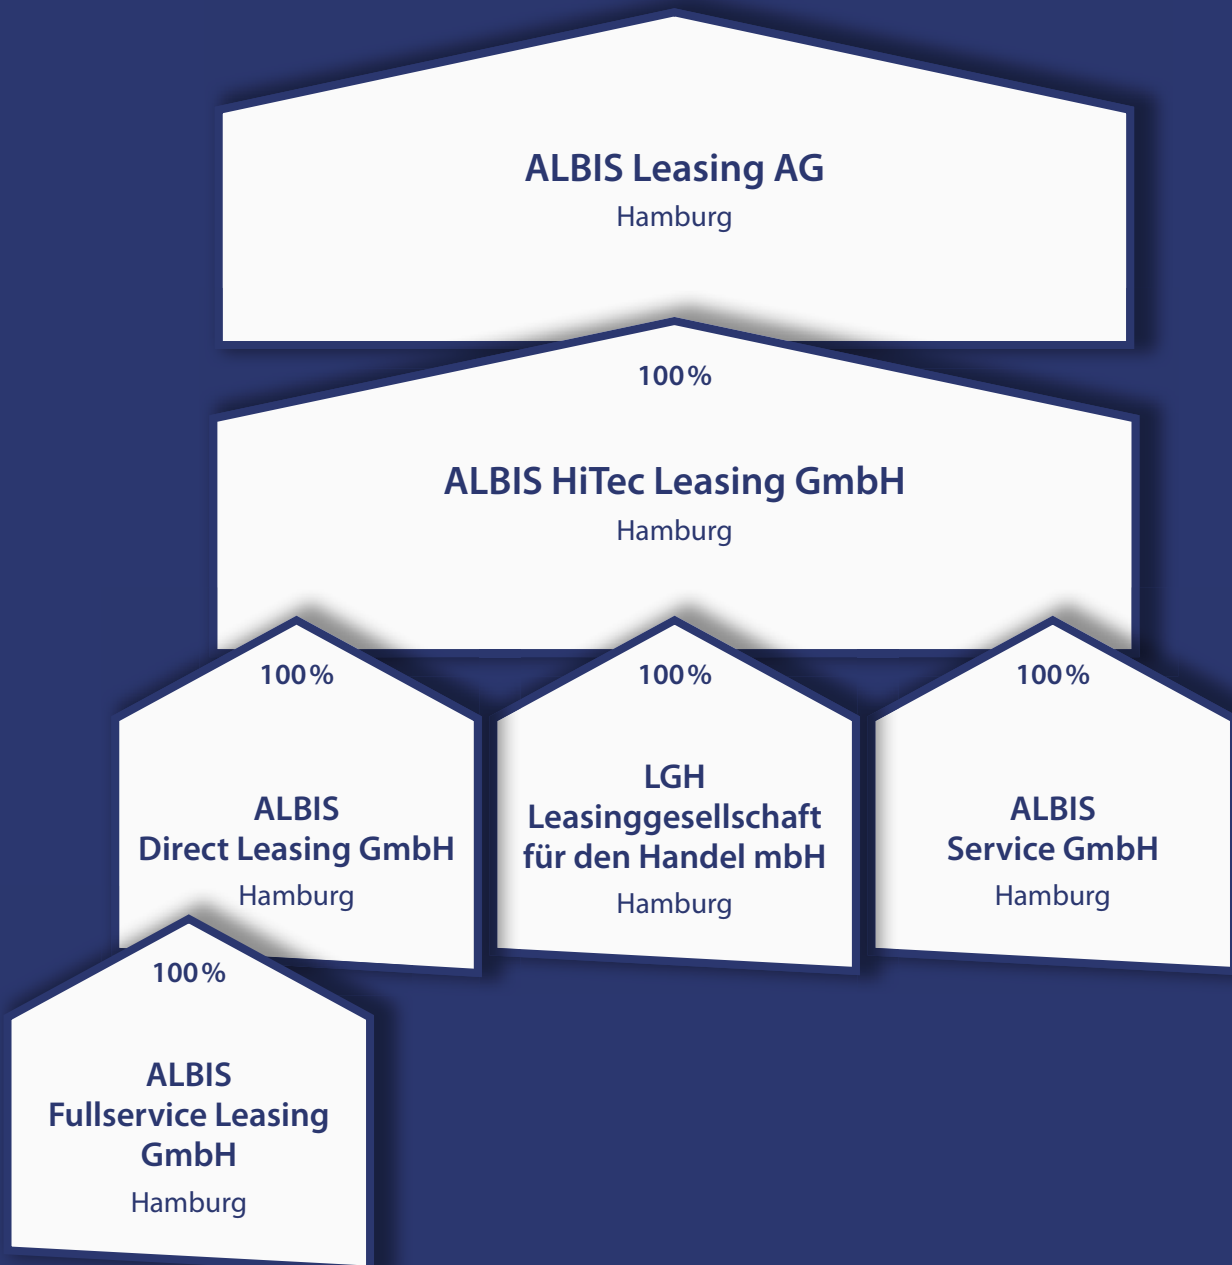 ALBIS Leasing AG
Hamburg
100 %
ALBIS HiTec Leasing GmbH
Hamburg
100 %
ALBIS
Direct Leasing GmbH
Hamburg
100 %
LGH
Leasinggesellschaft
für den Handel mbH
Hamburg
100 %
ALBIS
Service GmbH
Hamburg
100 %
ALBIS
Fullservice Leasing
GmbH
Hamburg